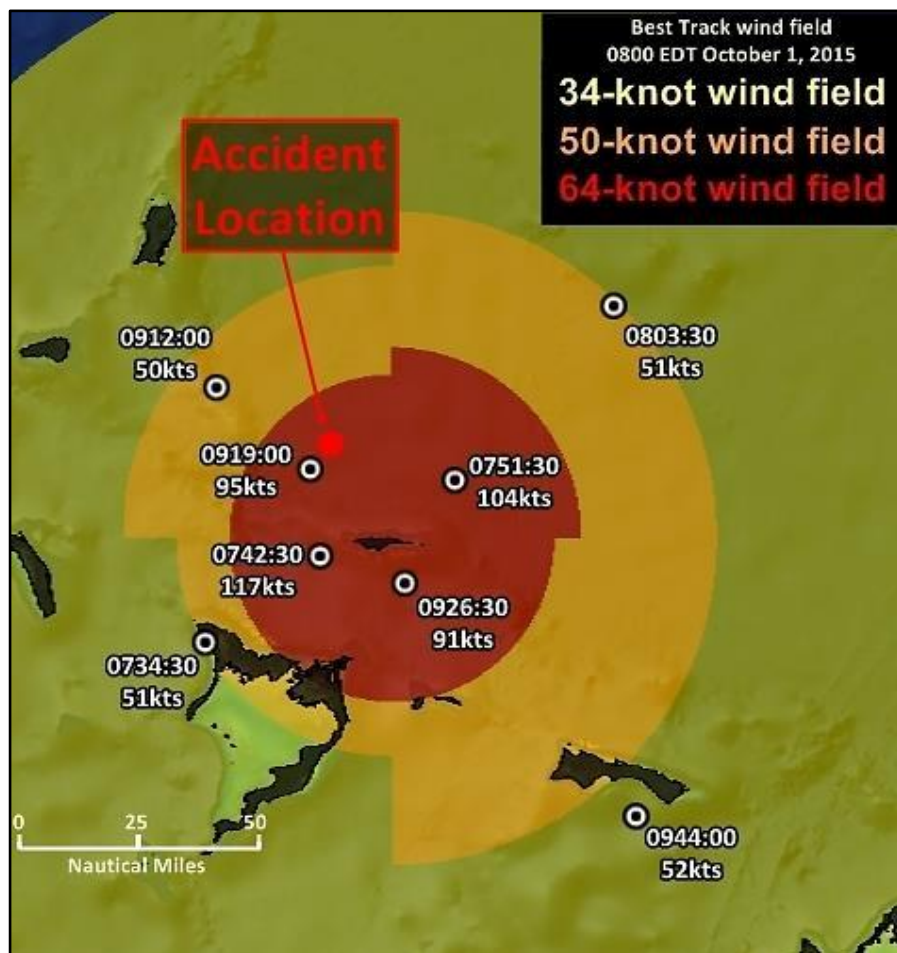 Best Track wind field
0800 EDT October 1, 2015
34-knot wind field
50-knot wind field
64-knot wind field
Accident
Location
0803:30
51kts
0912:00
50kts
0919:00
95kts
0751:30
104kts
0742:30
117kts
0926:30
91kts
0734:30
51kts
0944:00
52kts
0 25 50
Nautical Miles